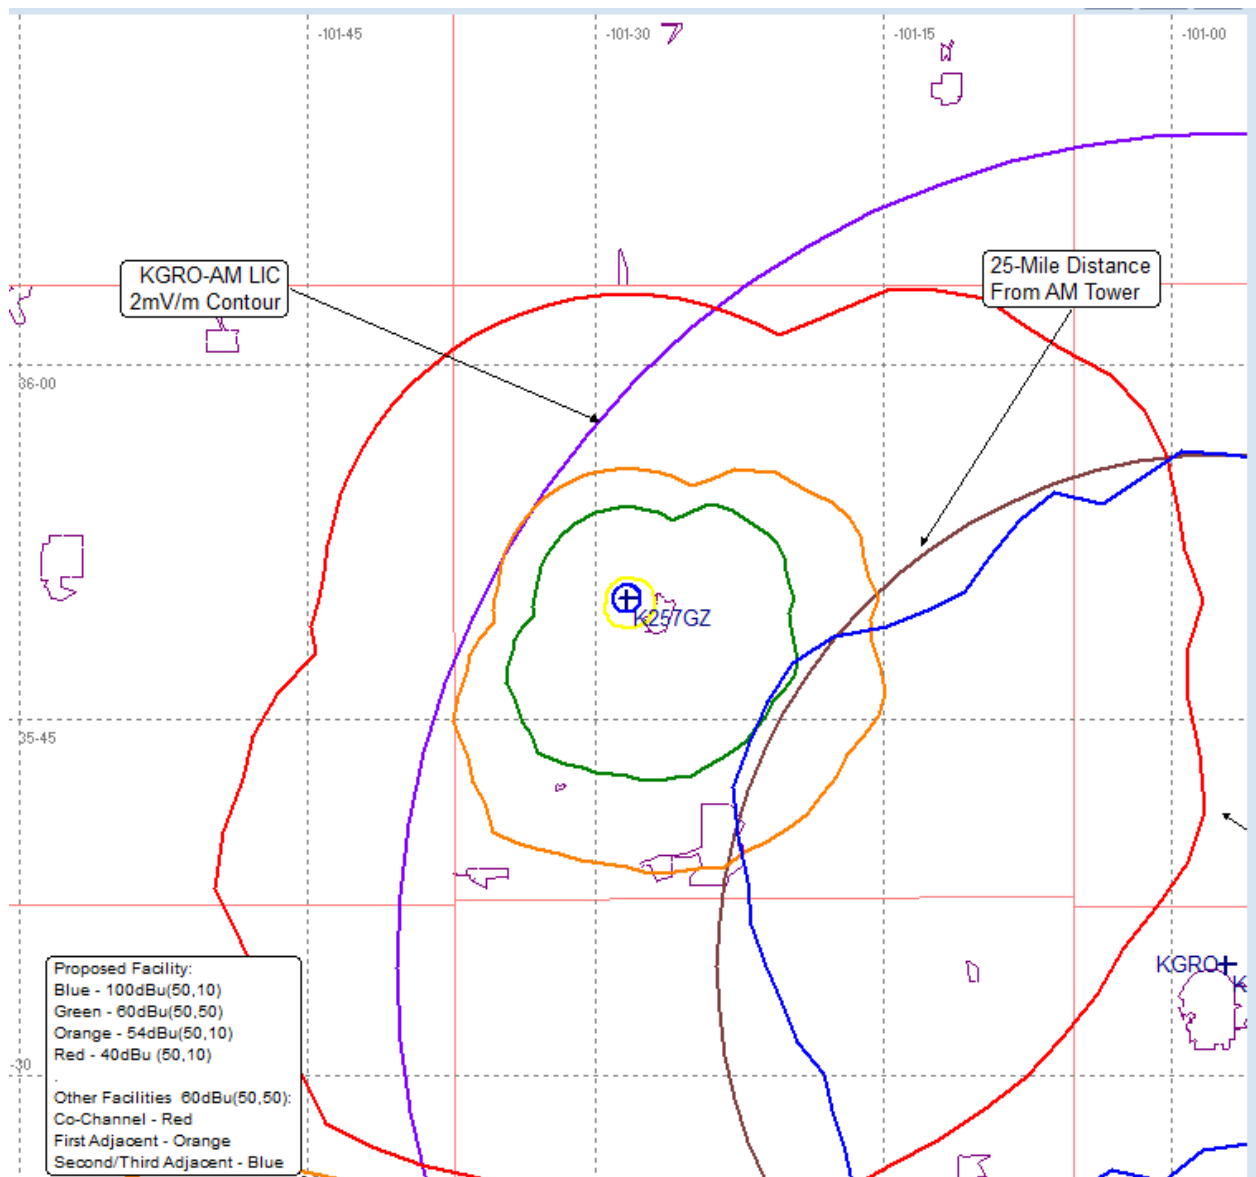 -101-45
-101-30
-101-15
-101-00
KGRO-AM LIC
2mV/m Contour
25-Mile Distance
From AM Tower
36-00
K257GZ
35-45
KGRO
K
-30
Proposed Facility:
Blue - 100dBu(50,10)
Green - 60dBu(50,50)
Orange - 54dBu(50,10)
Red - 40dBu (50,10)
.
Other Facilities 60dBu(50,50):
Co-Channel - Red
First Adjacent - Orange
Second/Third Adjacent - Blue